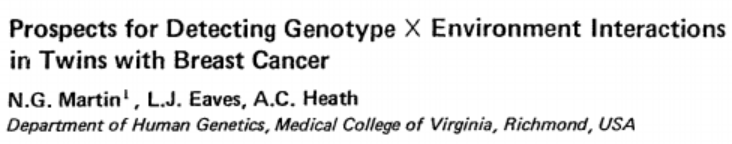 Prospects for Detecting Genotype X Environment Interactions
in Twins with Breast Cancer
N.G. Martin¹, L.J. Eaves, A.C. Heath
Department of Human Genetics, Medical College of Virginia, Richmond, USA